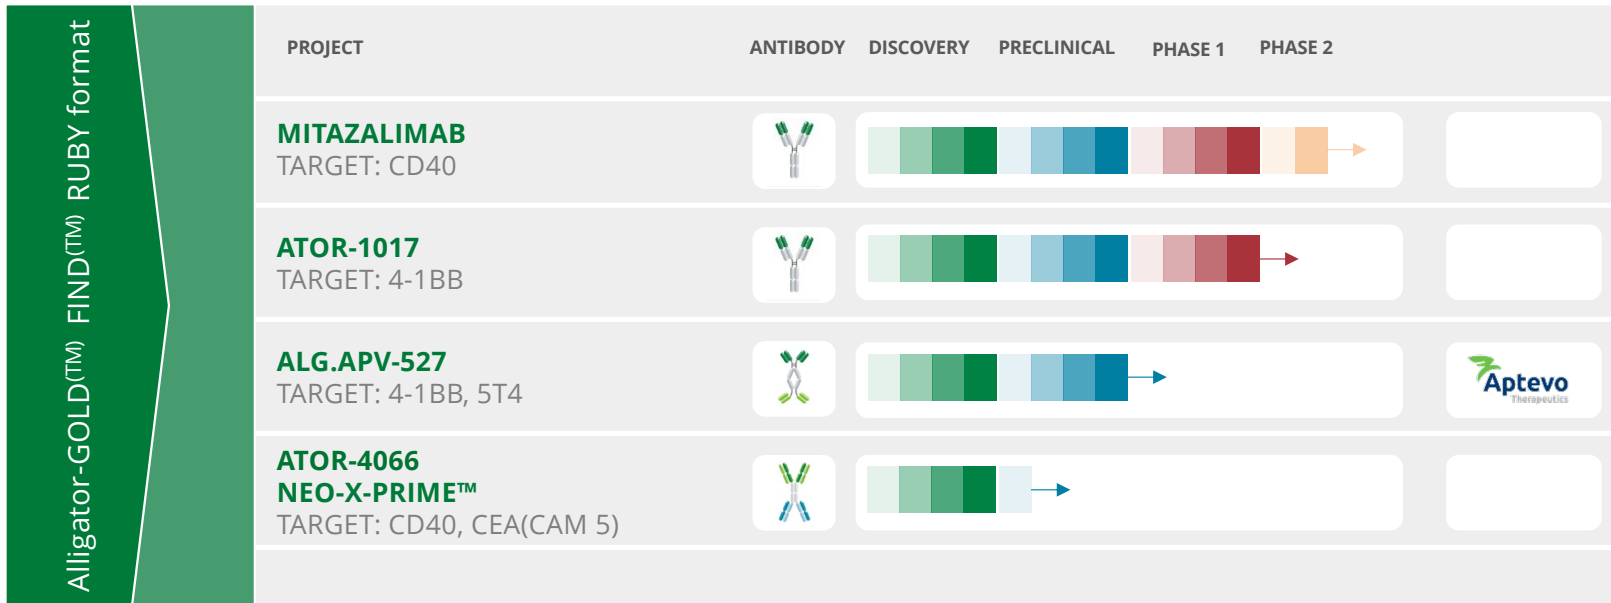 Alligator-GOLD(TM) FIND(TM) RUBY format
PROJECT ANTIBODY DISCOVERY PRECLINICAL PHASE 1 PHASE 2
MITAZALIMAB
TARGET: CD40
ATOR-1017
TARGET: 4-1BB
ALG.APV-527
TARGET: 4-1BB, 5T4
Aptevo
Therapeutics
ATOR-4066
NEO-X-PRIME™
TARGET: CD40, CEA(CAM 5)